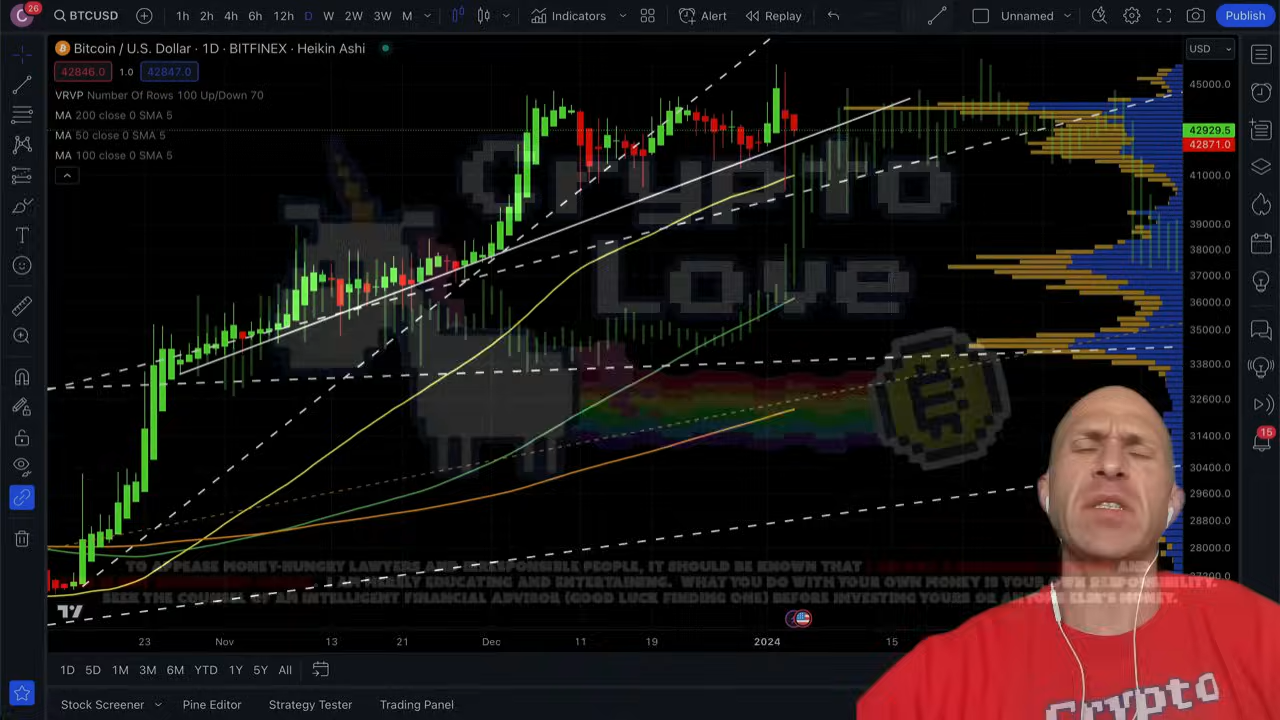 C 26 BTCUSD 1h 2h 4h 6h 12h D W 2W 3W M Indicators Alert Replay Unnamed Publish
Bitcoin / U.S. Dollar · 1D · BITFINEX · Heikin Ashi
USD
42846.0 1.0 42847.0
VRVP Number Of Rows 100 Up/Down 70
MA 200 close 0 SMA 5
MA 50 close 0 SMA 5
MA 100 close 0 SMA 5
45000.0
42929.5
42871.0
41000.0
39000.0
38000.0
37000.0
36000.0
35000.0
33800.0
32600.0
31400.0
30400.0
29600.0
28800.0
28000.0
15
Crypto
Love
TO APPEASE MONEY-HUNGRY LAWYERS
PEOPLE, IT SHOULD BE KNOWN THAT
AND
EDUCATING AND ENTERTAINING. WHAT YOU DO WITH YOUR OWN MONEY IS YOUR OWN RESPONSIBILITY.
SEEK THE COUNSEL OF AN INTELLIGENT FINANCIAL ADVISOR (GOOD LUCK FINDING ONE) BEFORE INVESTING YOURS OR ANYONE ELSE'S MONEY.
23 Nov 13 21 Dec 11 19 2024 15
1D 5D 1M 3M 6M YTD 1Y 5Y All
Stock Screener Pine Editor Strategy Tester Trading Panel
Crypto